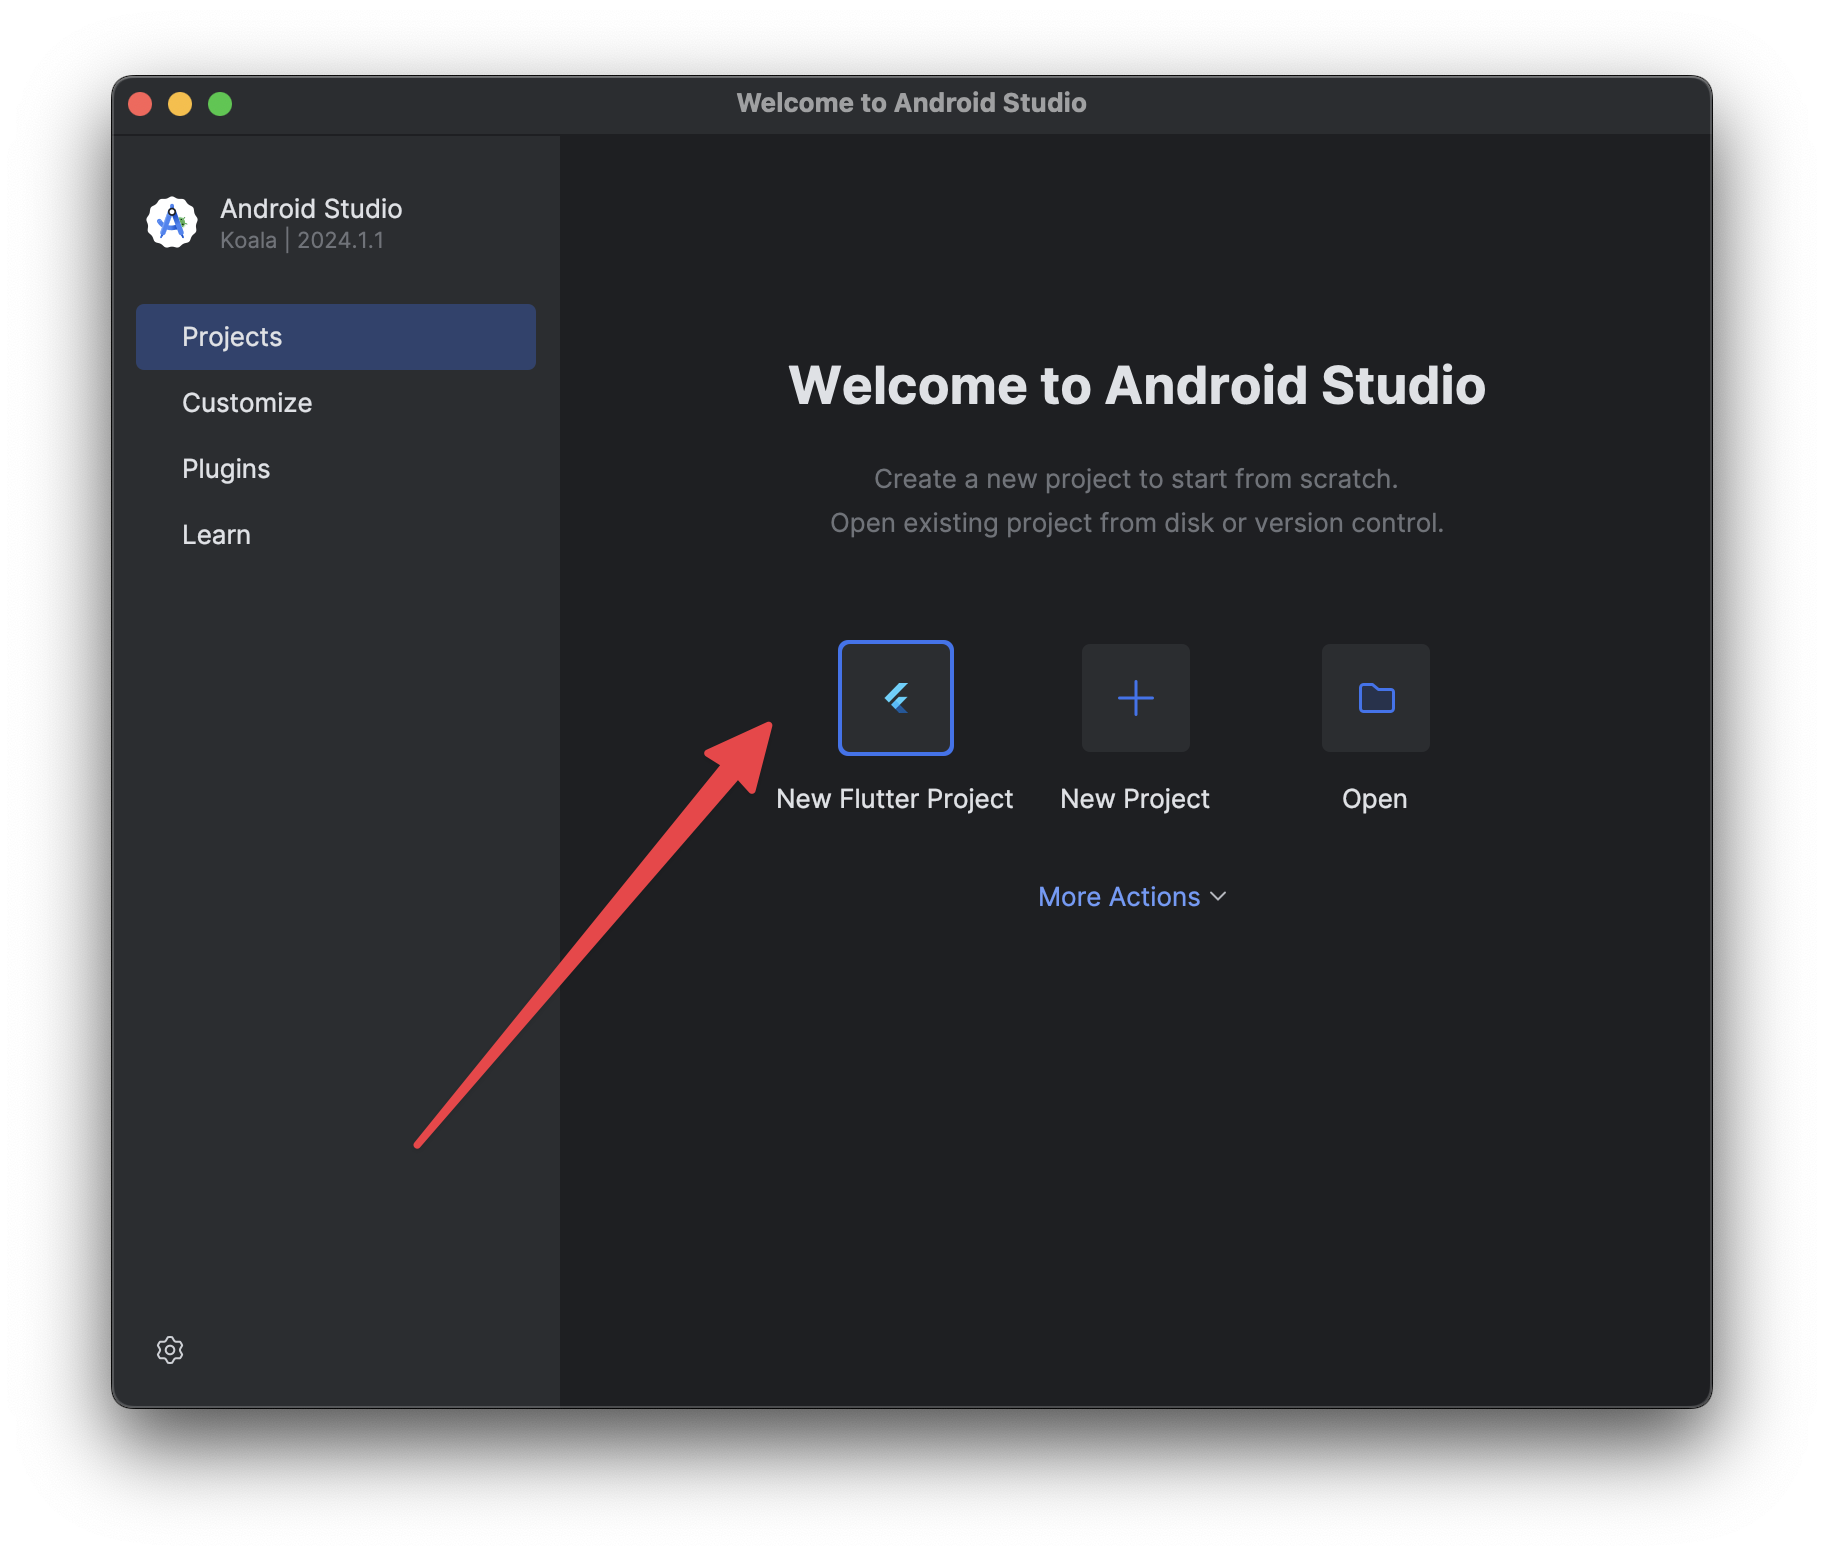 Welcome to Android Studio
Android Studio
Koala | 2024.1.1
Projects
Customize
Plugins
Learn
Welcome to Android Studio
Create a new project to start from scratch.
Open existing project from disk or version control.
New Flutter Project
New Project
Open
More Actions